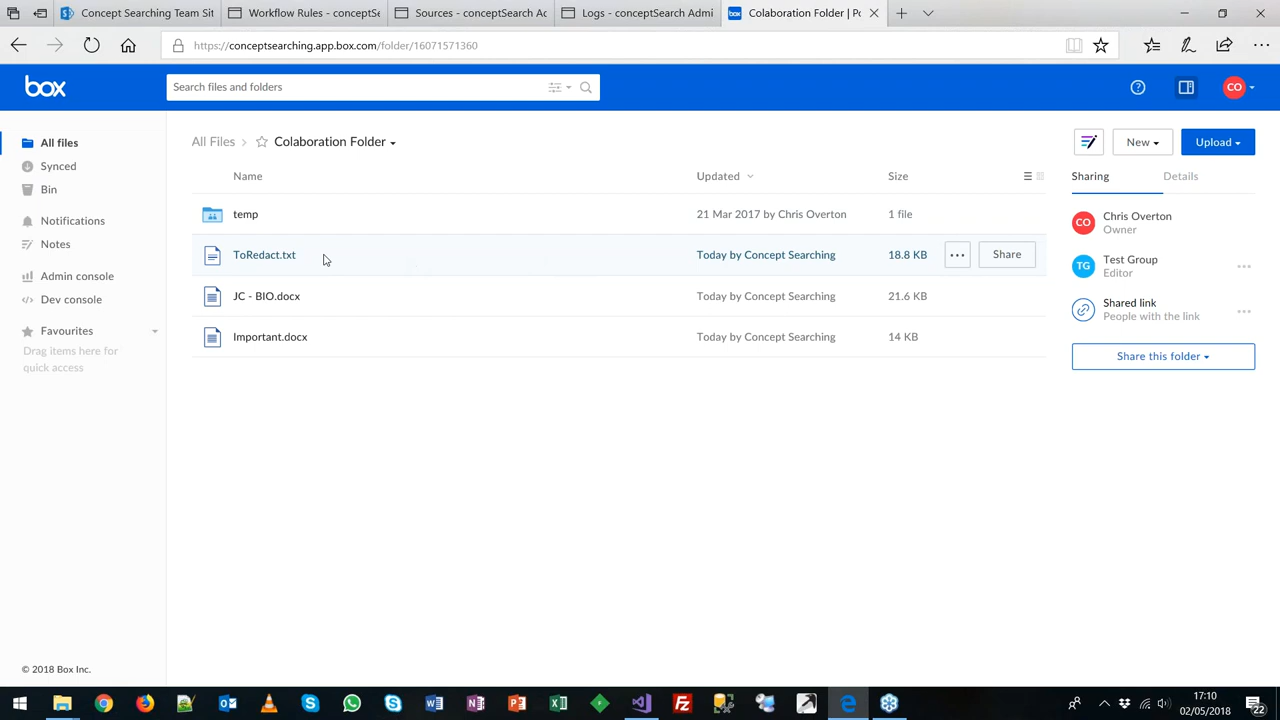 Concept Searching Team Sit
Workflow Rules - conceptSe
Sources - conceptSearch Ac
Logs - conceptSearch Admi
Colaboration Folder | Po
https://conceptsearching.app.box.com/folder/16071571360
box
Search files and folders
CO
All files
Synced
Bin
Notifications
Notes
Admin console
Dev console
Favourites
Drag items here for
quick access
© 2018 Box Inc.
All Files > Colaboration Folder
New
Upload
Name
Updated
Size
temp
21 Mar 2017 by Chris Overton
1 file
ToRedact.txt
Today by Concept Searching
18.8 KB
Share
JC - BIO.docx
Today by Concept Searching
21.6 KB
Important.docx
Today by Concept Searching
14 KB
Sharing
Details
CO
Chris Overton
Owner
TG
Test Group
Editor
Shared link
People with the link
Share this folder
17:10
02/05/2018
22